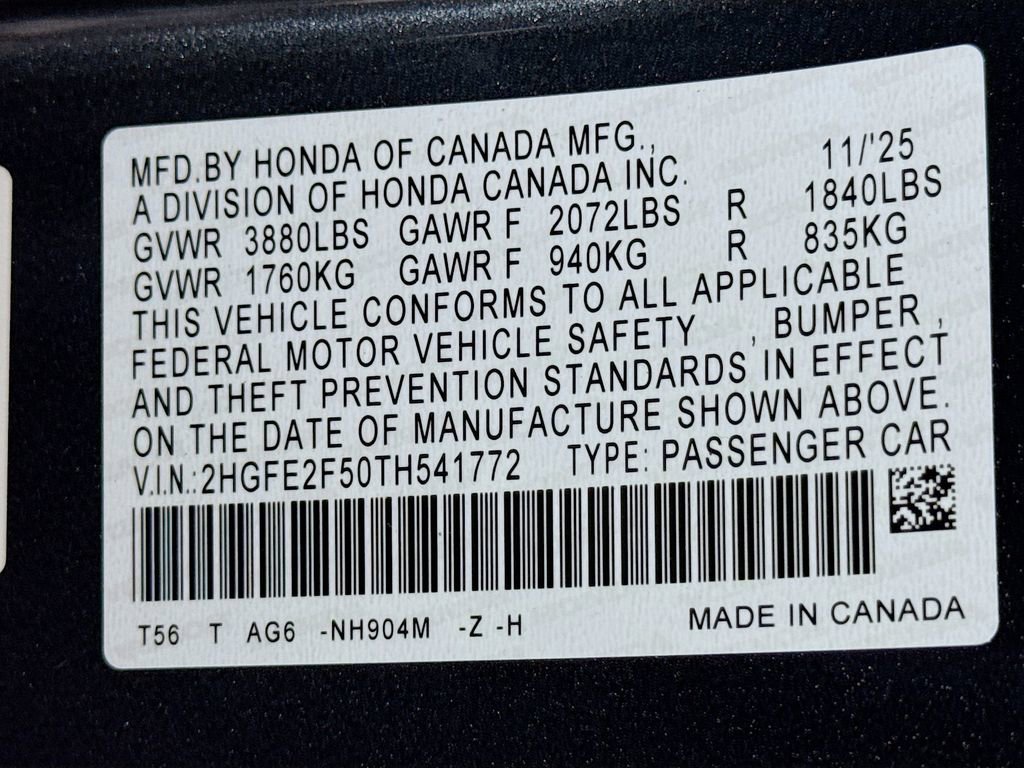 MFD.BY HONDA OF CANADA MFG.,
A DIVISION OF HONDA CANADA INC. 11/'25
GVWR 3880LBS GAWR F 2072LBS R 1840LBS
GVWR 1760KG GAWR F 940KG R 835KG
THIS VEHICLE CONFORMS TO ALL APPLICABLE
FEDERAL MOTOR VEHICLE SAFETY , BUMPER ,
AND THEFT PREVENTION STANDARDS IN EFFECT
ON THE DATE OF MANUFACTURE SHOWN ABOVE.
V.I.N.:2HGFE2F50TH541772 TYPE: PASSENGER CAR
T56 T AG6 -NH904M -Z -H MADE IN CANADA